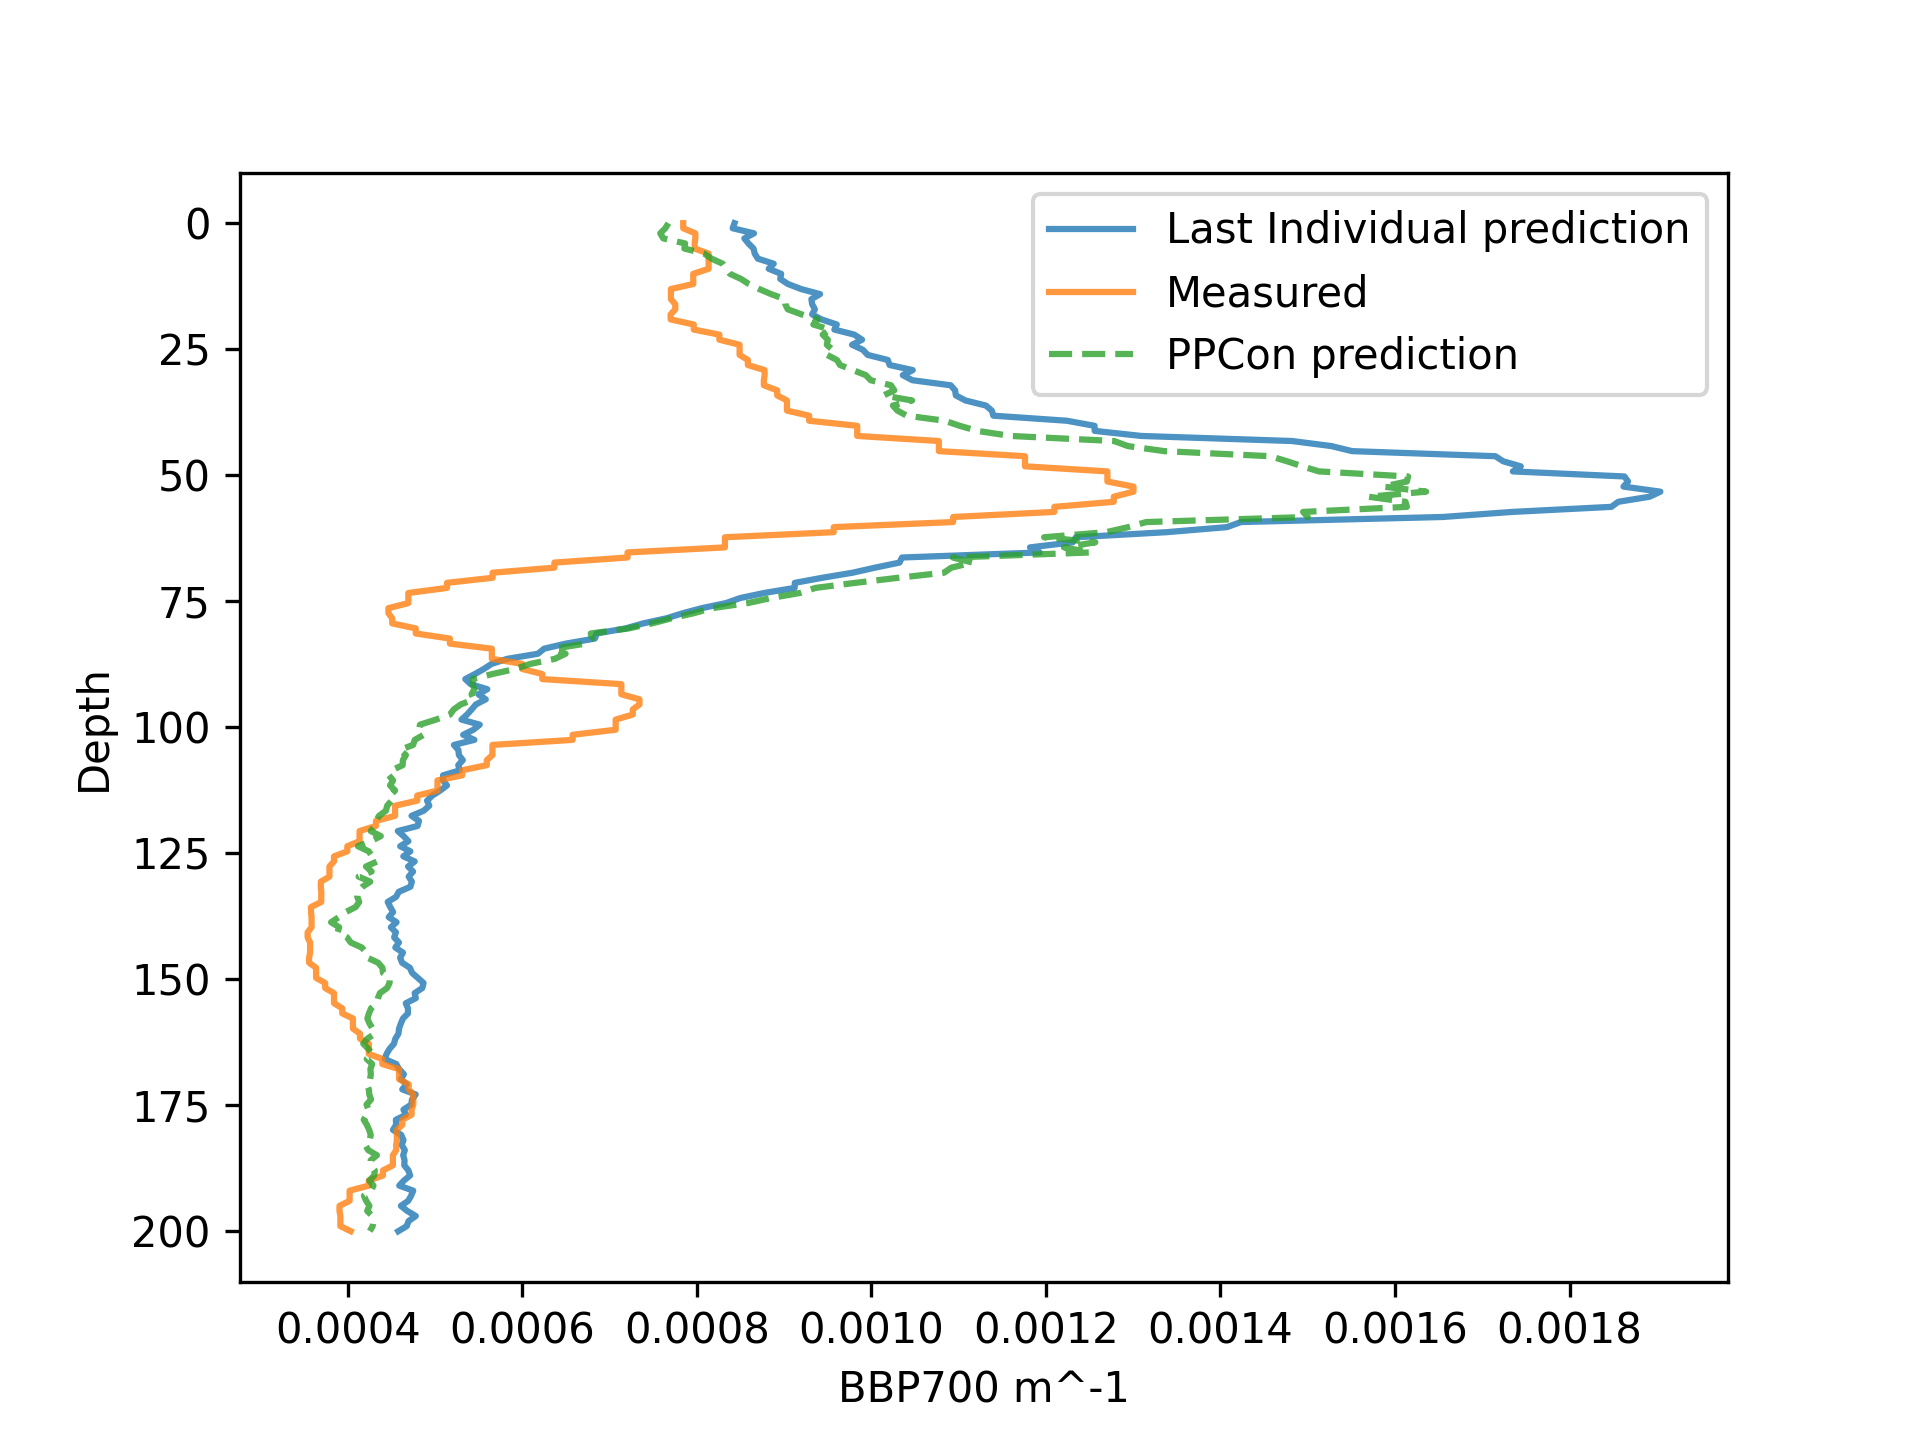 Last Individual prediction
Measured
PPCon prediction
0
25
50
75
100
125
150
175
200
Depth
0.0004 0.0006 0.0008 0.0010 0.0012 0.0014 0.0016 0.0018
BBP700 m^-1